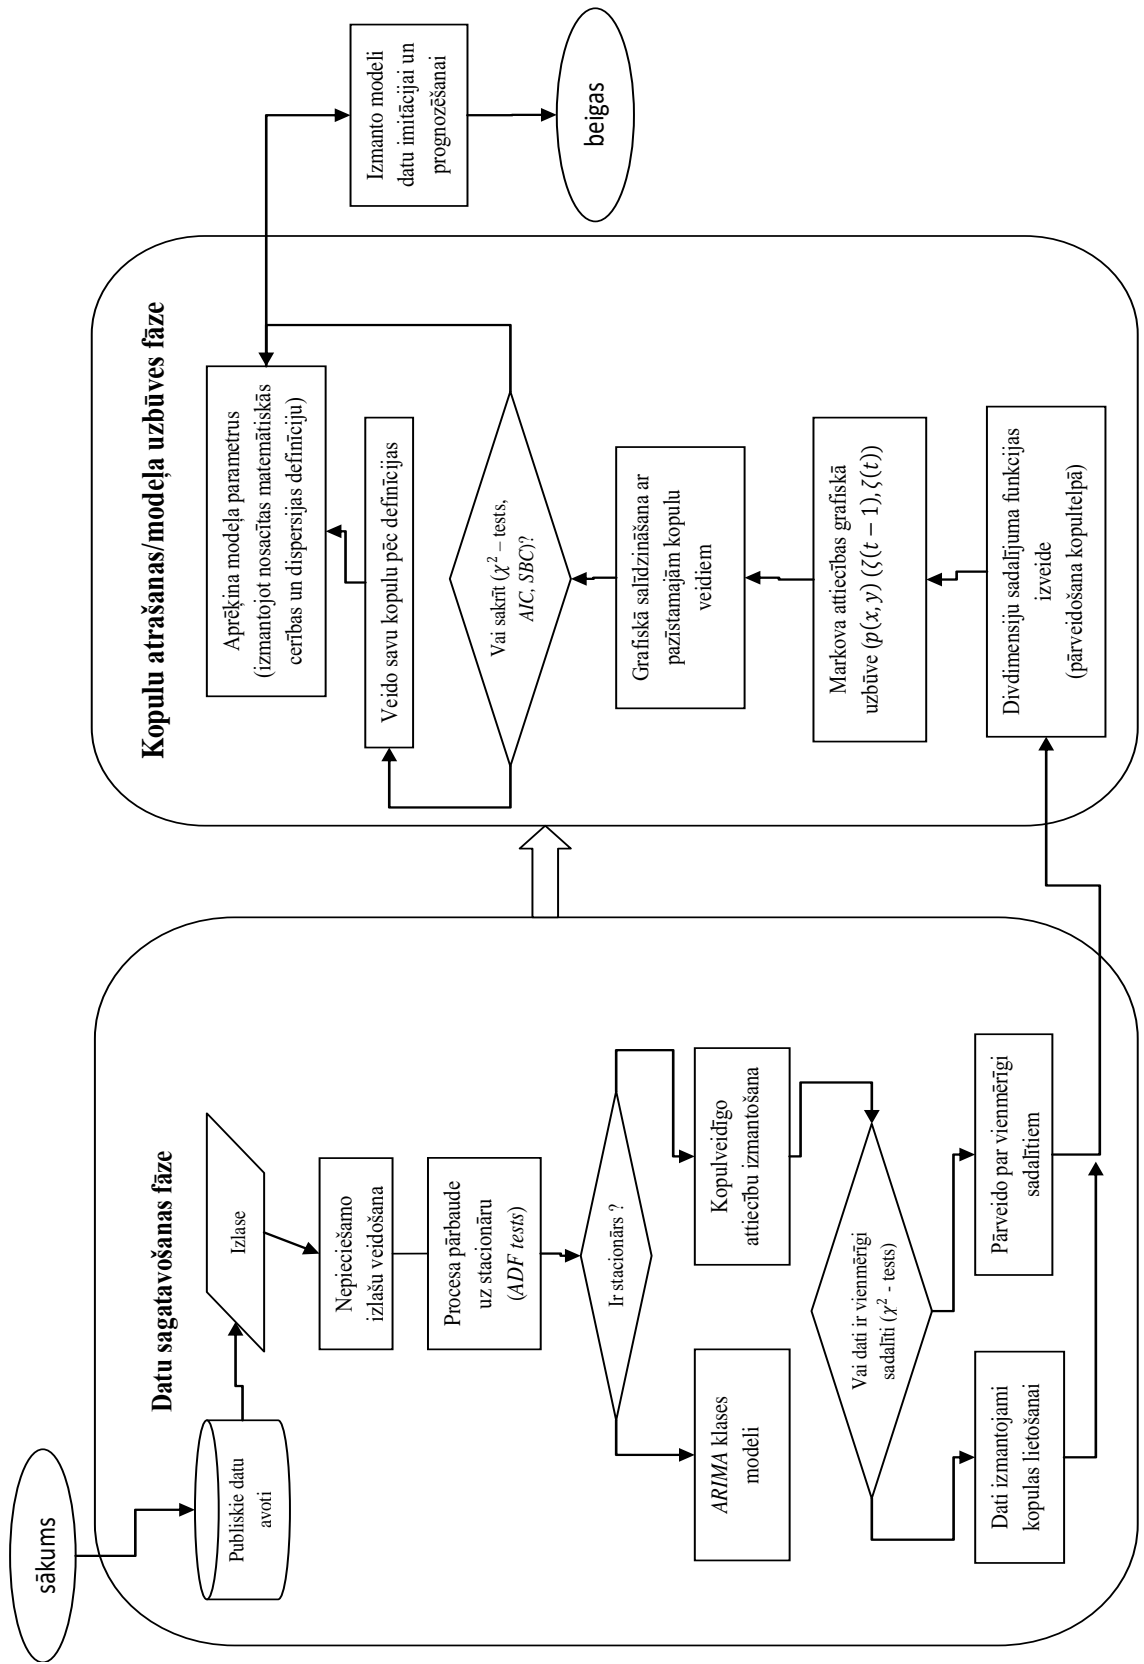 sākums
Datu sagatavošanas fāze
Publiskie datu
avoti
Izlase
Nepieciešamo
izlašu veidošana
Procesa pārbaude
uz stacionāru
(ADF tests)
Ir stacionārs ?
ARIMA klases
modeli
Kopulveidīgo
attiecību izmantošana
Vai dati ir vienmērīgi
sadalīti (χ² - tests)
Dati izmantojami
kopulas lietošanai
Pārveido par vienmērīgi
sadalītiem
Kopulu atrašanas/modeļa uzbūves fāze
Aprēķina modeļa parametrus
(izmantojot nosacītas matemātiskās
cerības un dispersijas definīciju)
Veido savu kopulu pēc definīcijas
Vai sakrīt (χ² – tests,
AIC, SBC)?
Grafiskā salīdzināšana ar
pazīstamajām kopulu
veidiem
Markova attiecības grafiskā
uzbūve (p(x, y) (ζ(t − 1), ζ(t))
Divdimensiju sadalījuma funkcijas
izveide
(pārveidošana kopultelpā)
Izmanto modeli
datu imitācijai un
prognozēšanai
beigas